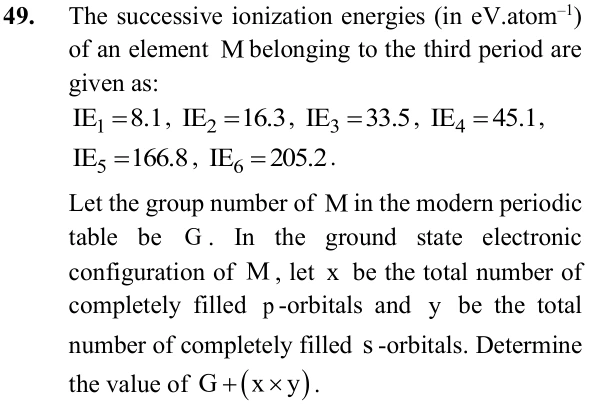 49. The successive ionization energies (in eV.atom⁻¹)
of an element M belonging to the third period are
given as:
IE₁ = 8.1, IE₂ = 16.3, IE₃ = 33.5, IE₄ = 45.1,
IE₅ = 166.8, IE₆ = 205.2.
Let the group number of M in the modern periodic
table be G. In the ground state electronic
configuration of M, let x be the total number of
completely filled p-orbitals and y be the total
number of completely filled s-orbitals. Determine
the value of G+(x×y).